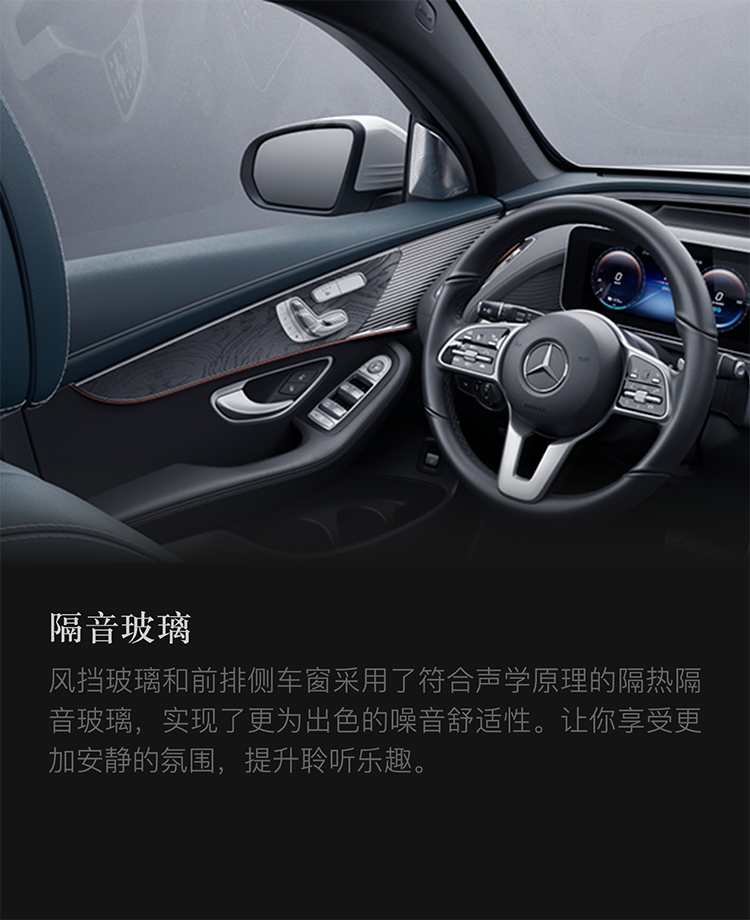 隔音玻璃
风挡玻璃和前排侧车窗采用了符合声学原理的隔热隔
音玻璃，实现了更为出色的噪音舒适性。让你享受更
加安静的氛围，提升聆听乐趣。